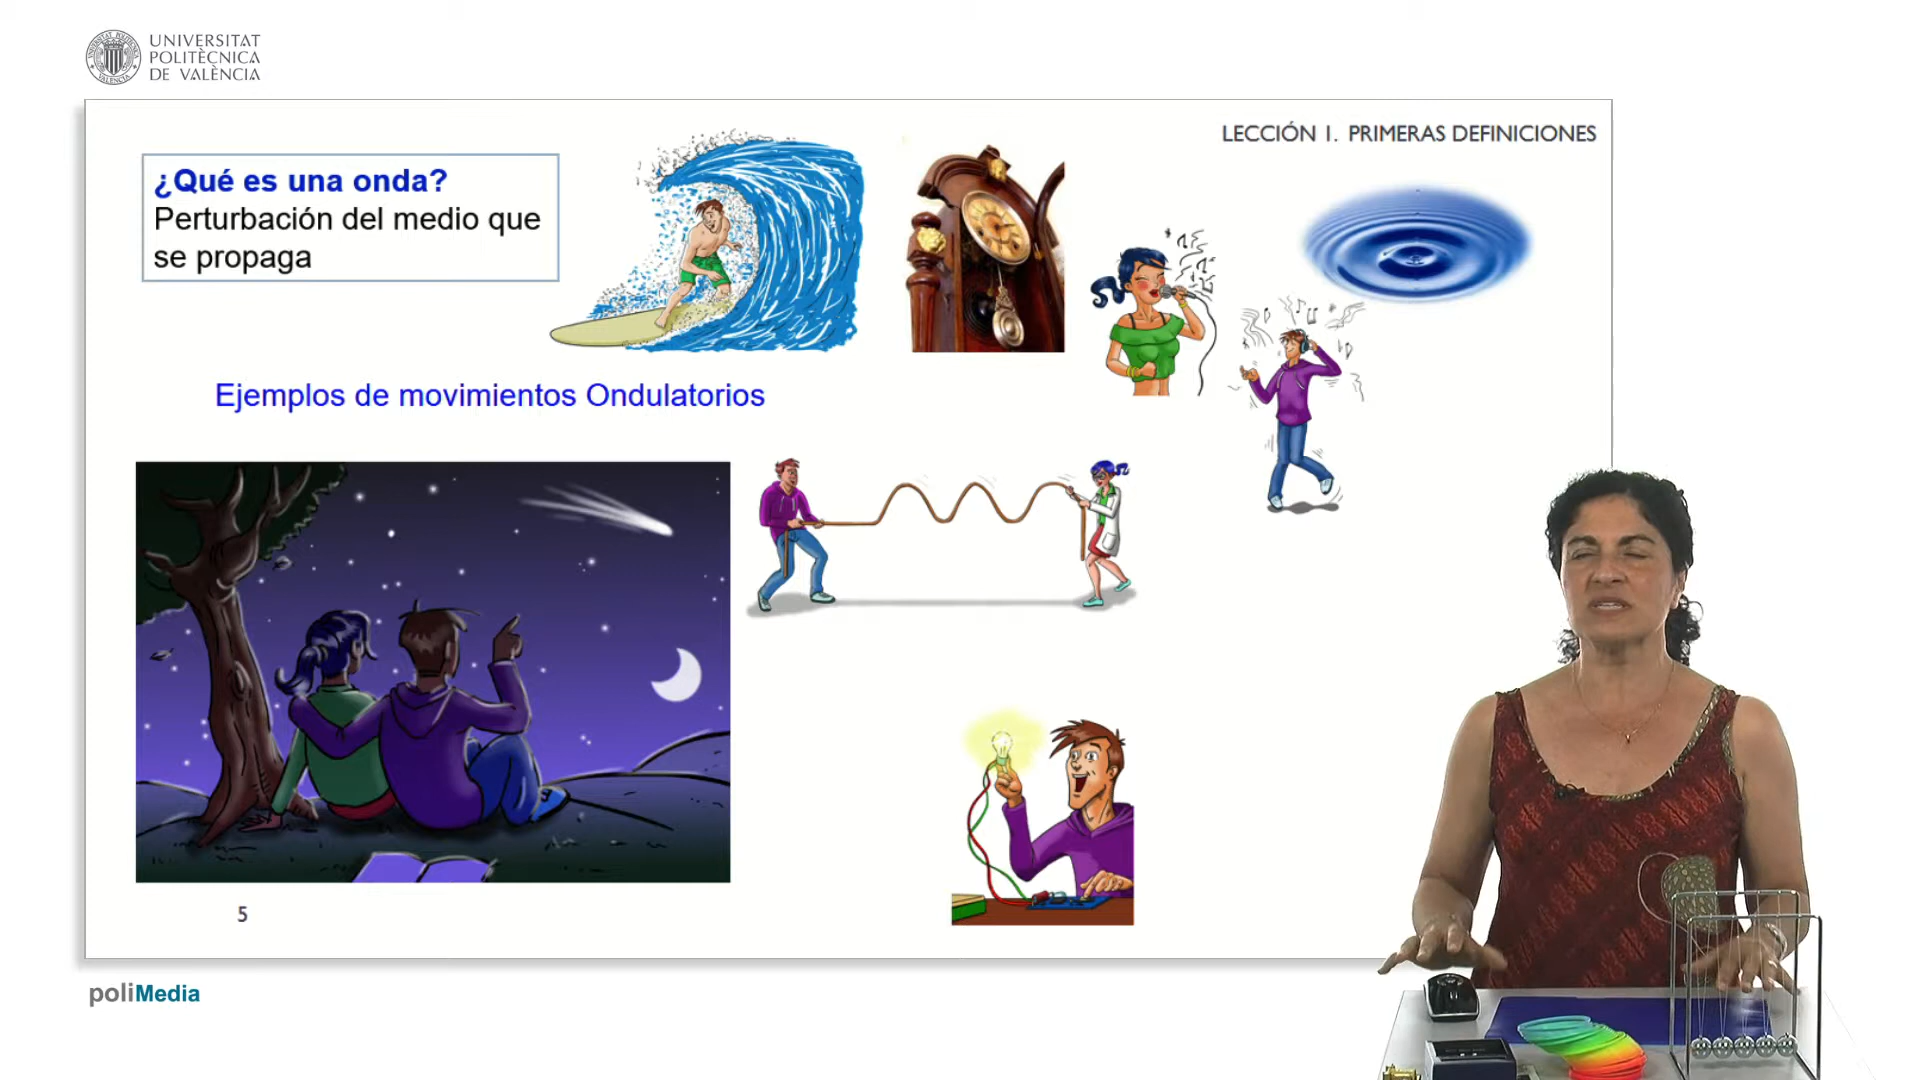 UNIVERSITAT
POLITÈCNICA
DE VALÈNCIA
LECCIÓN 1. PRIMERAS DEFINICIONES
¿Qué es una onda?
Perturbación del medio que
se propaga
Ejemplos de movimientos Ondulatorios
5
poliMedia